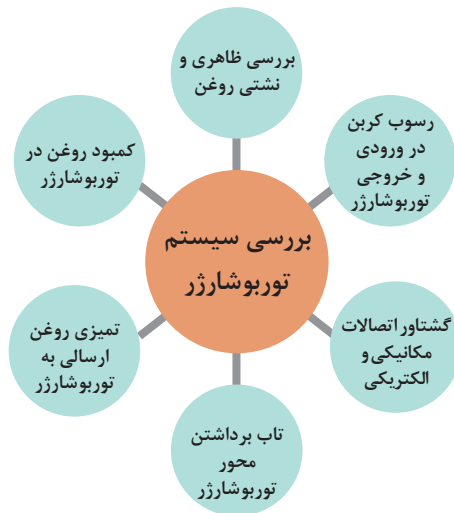 بررسی ظاهری و
نشتی روغن
رسوب کربن
در ورودی
و خروجی
توربوشارژر
کمبود روغن در
توربوشارژر
بررسی سیستم
توربوشارژر
گشتاور اتصالات
مکانیکی و
الکتریکی
تمیزی روغن
ارسالی به
توربوشارژر
تاب برداشتن
محور
توربوشارژر